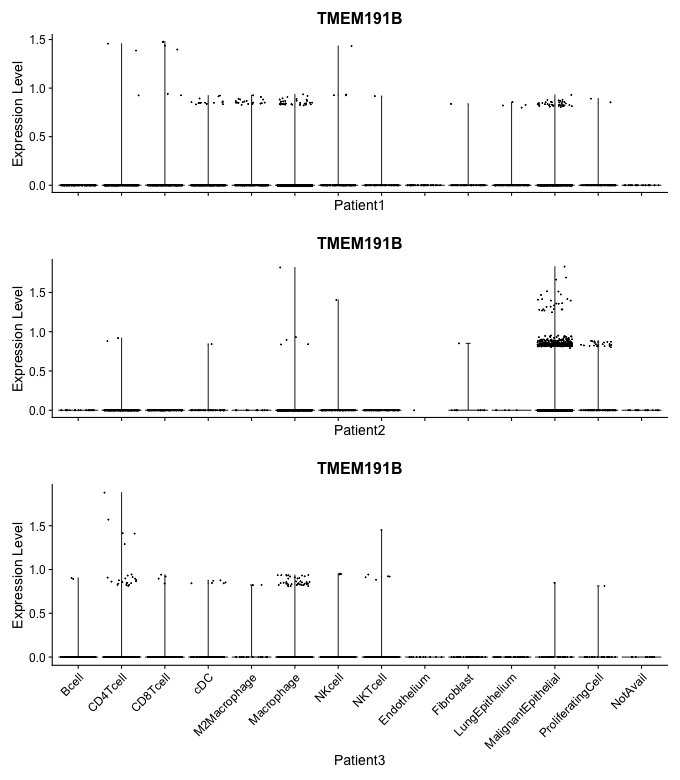 TMEM191B
Expression Level
1.5
1.0
0.5
0.0
Patient1
TMEM191B
Expression Level
1.5
1.0
0.5
0.0
Patient2
TMEM191B
Expression Level
1.5
1.0
0.5
0.0
Bcell
CD4Tcell
CD8Tcell
cDC
M2Macrophage
Macrophage
NKcell
NKTcell
Endothelium
Fibroblast
LungEpithelium
MalignantEpithelial
ProliferatingCell
NotAvail
Patient3